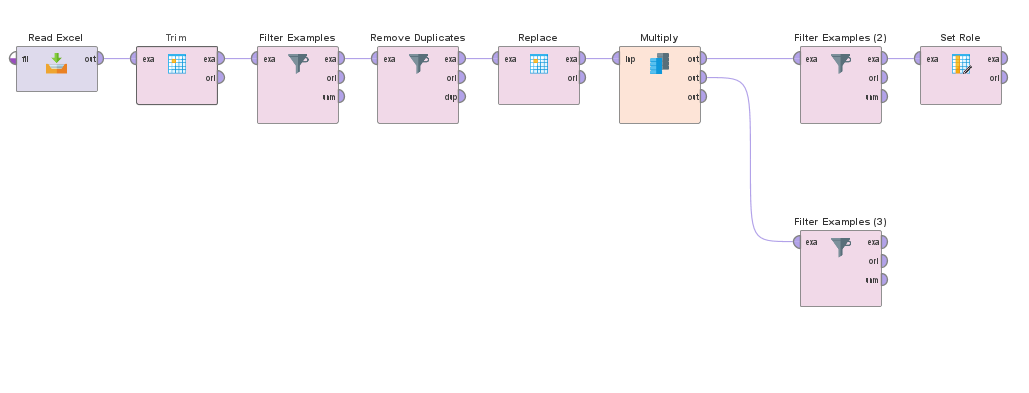 Read Excel
fil
out
Trim
exa
exa
ori
Filter Examples
exa
exa
ori
unm
Remove Duplicates
exa
exa
ori
dup
Replace
exa
exa
ori
Multiply
inp
out
out
out
Filter Examples (2)
exa
exa
ori
unm
Set Role
exa
exa
ori
Filter Examples (3)
exa
exa
ori
unm